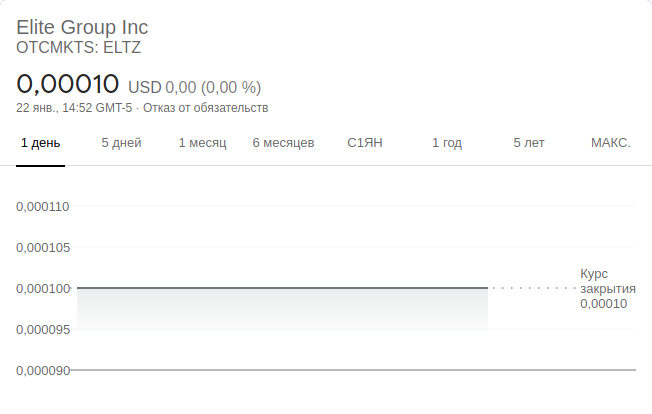 Elite Group Inc
OTCMKTS: ELTZ
0,00010 USD 0,00 (0,00 %)
22 янв., 14:52 GMT-5 · Отказ от обязательств
1 день 5 дней 1 месяц 6 месяцев С1ЯН 1 год 5 лет МАКС.
0,000110
0,000105
0,000100
0,000095
0,000090
Курс
закрытия
0,00010